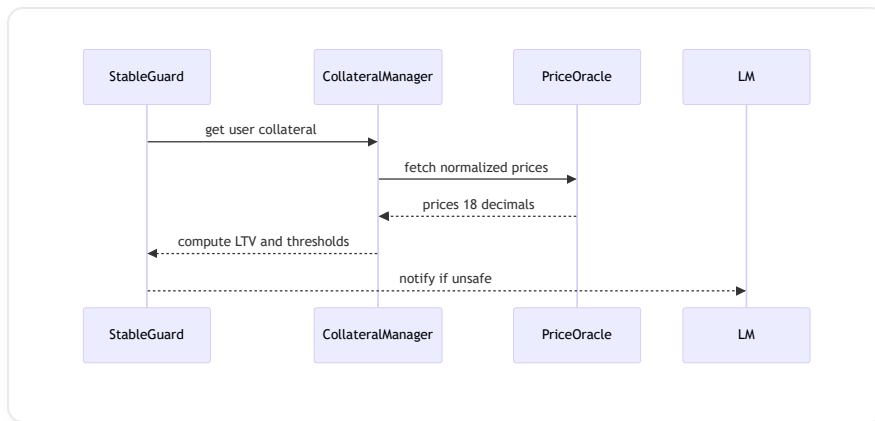 StableGuard
CollateralManager
PriceOracle
LM
get user collateral
fetch normalized prices
prices 18 decimals
compute LTV and thresholds
notify if unsafe
StableGuard
CollateralManager
PriceOracle
LM